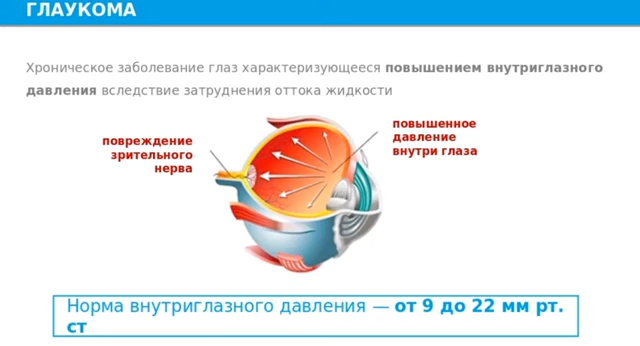 ГЛАУКОМА
Хроническое заболевание глаз характеризующееся повышением внутриглазного
давления вследствие затруднения оттока жидкости
повышенное
давление
внутри глаза
повреждение
зрительного
нерва
Норма внутриглазного давления — от 9 до 22 мм рт.
ст